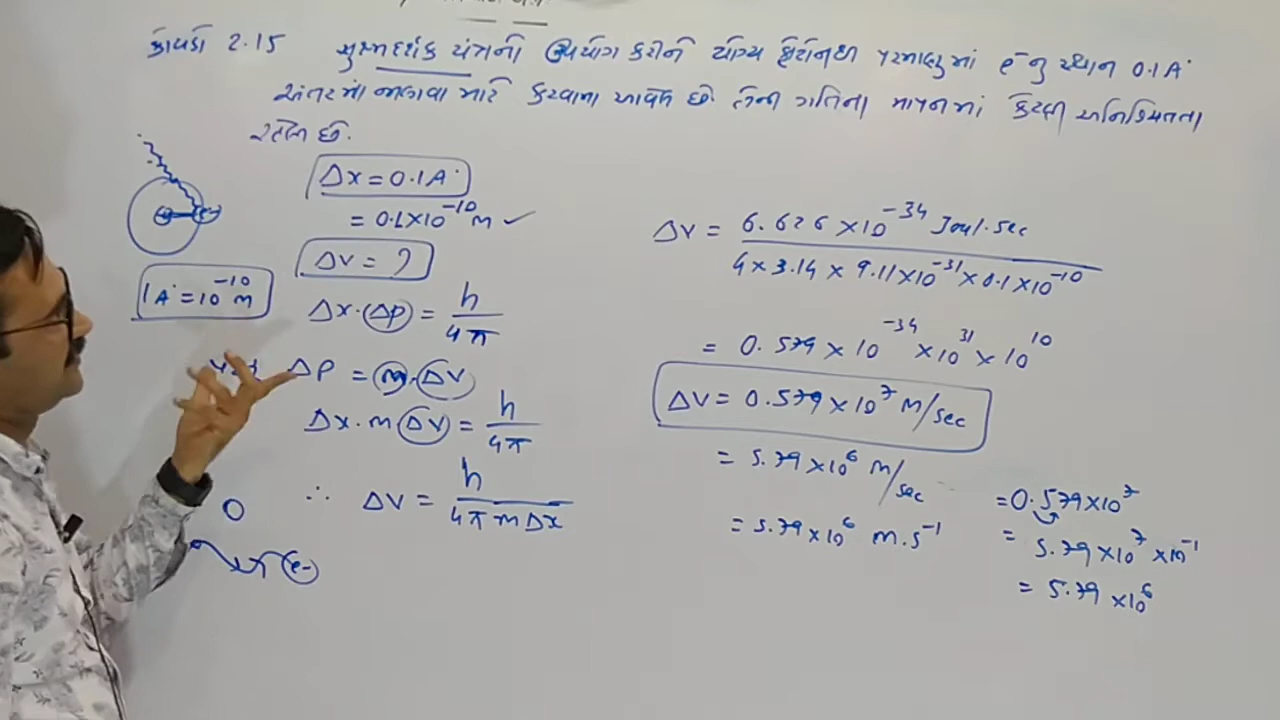 દાખલો 2.15 સુક્ષ્મદર્શક યંત્રનો ઉપયોગ કરીને યોગ્ય ફોટોનથી પરમાણુમાં e⁻નુ સ્થાન 0.1 A°
અંતરમાં જાણવા માટે કરવામાં આવેલ છે. તેની ગતિના માપનમાં કેટલી અનિશ્ચિતતા
રહેલ છે.
Δx = 0.1 A°
= 0.1 × 10⁻¹⁰ m ✓
Δv = ?
1 A° = 10⁻¹⁰ m
Δx · Δp = h / 4π
Δp = m · Δv
Δx · m Δv = h / 4π
∴ Δv = h / 4π m Δx
e⁻
Δv = 6.626 × 10⁻³⁴ Joul·sec / 4 × 3.14 × 9.11 × 10⁻³¹ × 0.1 × 10⁻¹⁰
= 0.579 × 10⁻³⁴ × 10³¹ × 10¹⁰
Δv = 0.579 × 10⁷ m/sec
= 5.79 × 10⁶ m/sec
= 5.79 × 10⁶ m.s⁻¹
= 0.579 × 10⁷
= 5.79 × 10⁷ × 10⁻¹
= 5.79 × 10⁶